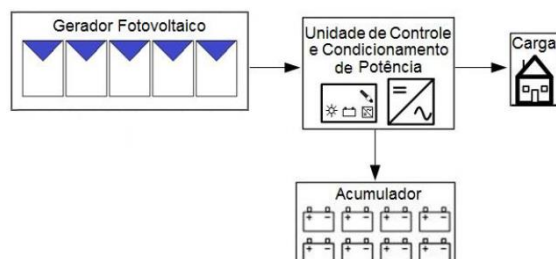 Gerador Fotovoltaico
Unidade de Controle
e Condicionamento
de Potência
Carga
Acumulador